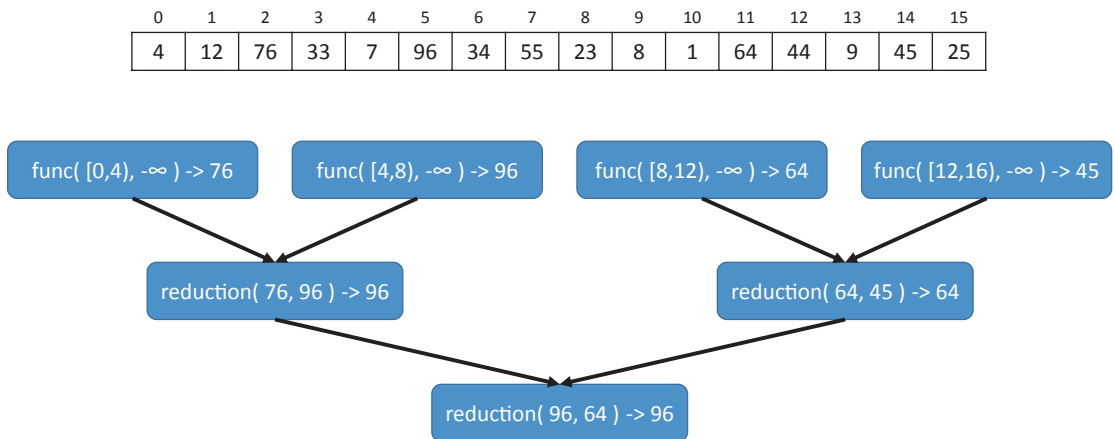 0 1 2 3 4 5 6 7 8 9 10 11 12 13 14 15
4 12 76 33 7 96 34 55 23 8 1 64 44 9 45 25
func( [0,4), -∞ ) -> 76 func( [4,8), -∞ ) -> 96 func( [8,12), -∞ ) -> 64 func( [12,16), -∞ ) -> 45
reduction( 76, 96 ) -> 96 reduction( 64, 45 ) -> 64
reduction( 96, 64 ) -> 96